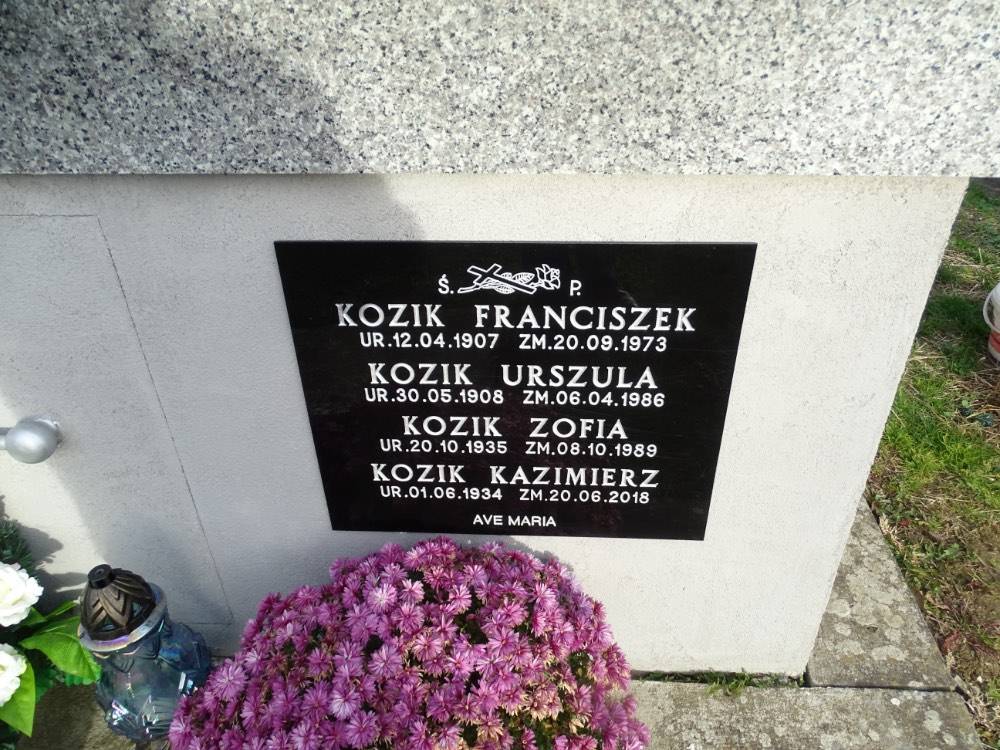 Ś. P.
KOZIK FRANCISZEK
UR.12.04.1907 ZM.20.09.1973
KOZIK URSZULA
UR.30.05.1908 ZM.06.04.1986
KOZIK ZOFIA
UR.20.10.1935 ZM.08.10.1989
KOZIK KAZIMIERZ
UR.01.06.1934 ZM.20.06.2018
AVE MARIA